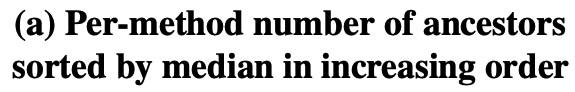 (a) Per-method number of ancestors
sorted by median in increasing order